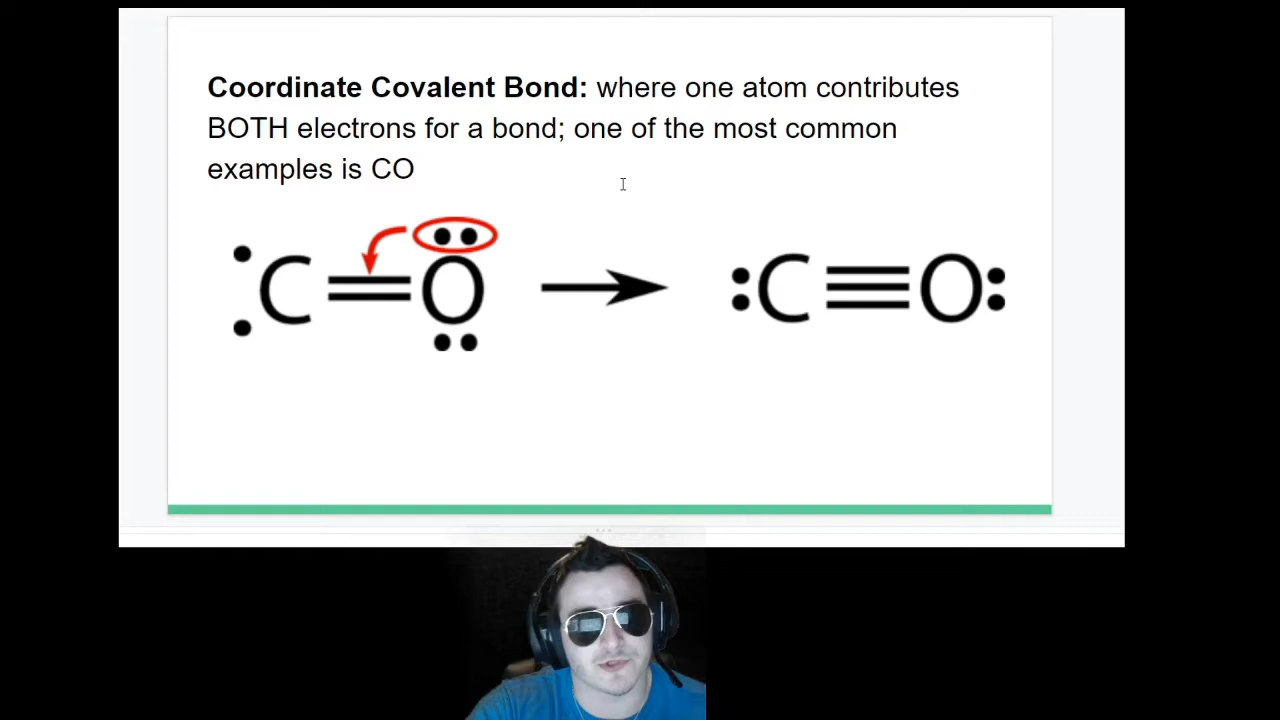 Coordinate Covalent Bond: where one atom contributes
BOTH electrons for a bond; one of the most common
examples is CO
C=O → :C≡O: